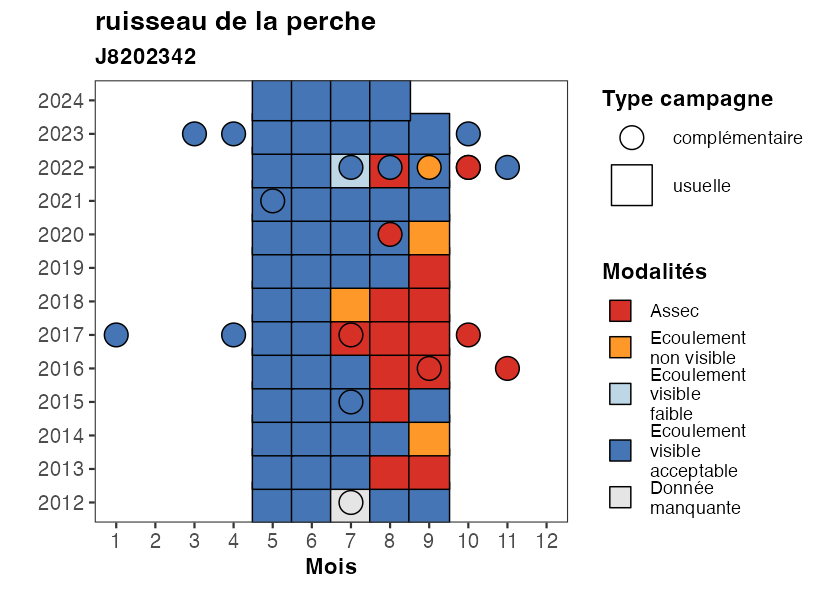 ruisseau de la perche
J8202342
2024
2023
2022
2021
2020
2019
2018
2017
2016
2015
2014
2013
2012
1 2 3 4 5 6 7 8 9 10 11 12
Mois
Type campagne
complémentaire
usuelle
Modalités
Assec
Ecoulement
non visible
Ecoulement
visible
faible
Ecoulement
visible
acceptable
Donnée
manquante